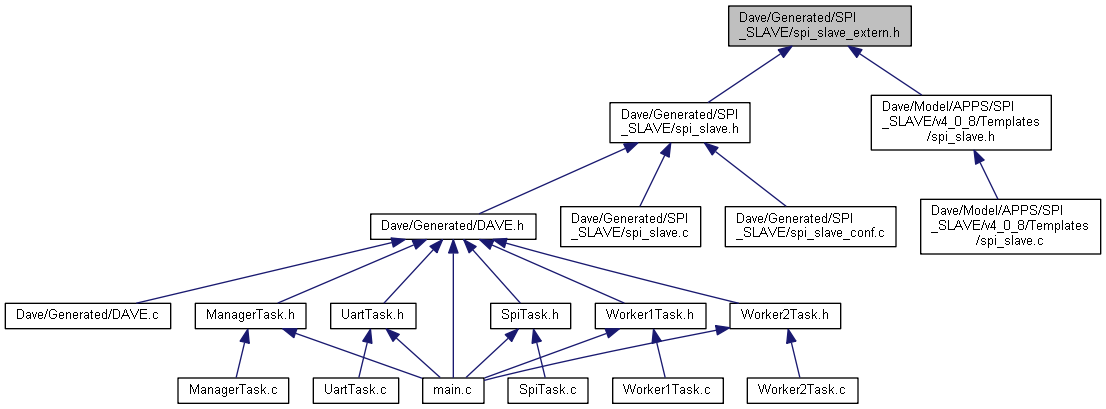 Dave/Generated/SPI
_SLAVE/spi_slave_extern.h
Dave/Generated/SPI
_SLAVE/spi_slave.h
Dave/Model/APPS/SPI
_SLAVE/v4_0_8/Templates
/spi_slave.h
Dave/Generated/DAVE.h
Dave/Generated/SPI
_SLAVE/spi_slave.c
Dave/Generated/SPI
_SLAVE/spi_slave_conf.c
Dave/Model/APPS/SPI
_SLAVE/v4_0_8/Templates
/spi_slave.c
Dave/Generated/DAVE.c
ManagerTask.h
UartTask.h
SpiTask.h
Worker1Task.h
Worker2Task.h
ManagerTask.c
UartTask.c
main.c
SpiTask.c
Worker1Task.c
Worker2Task.c